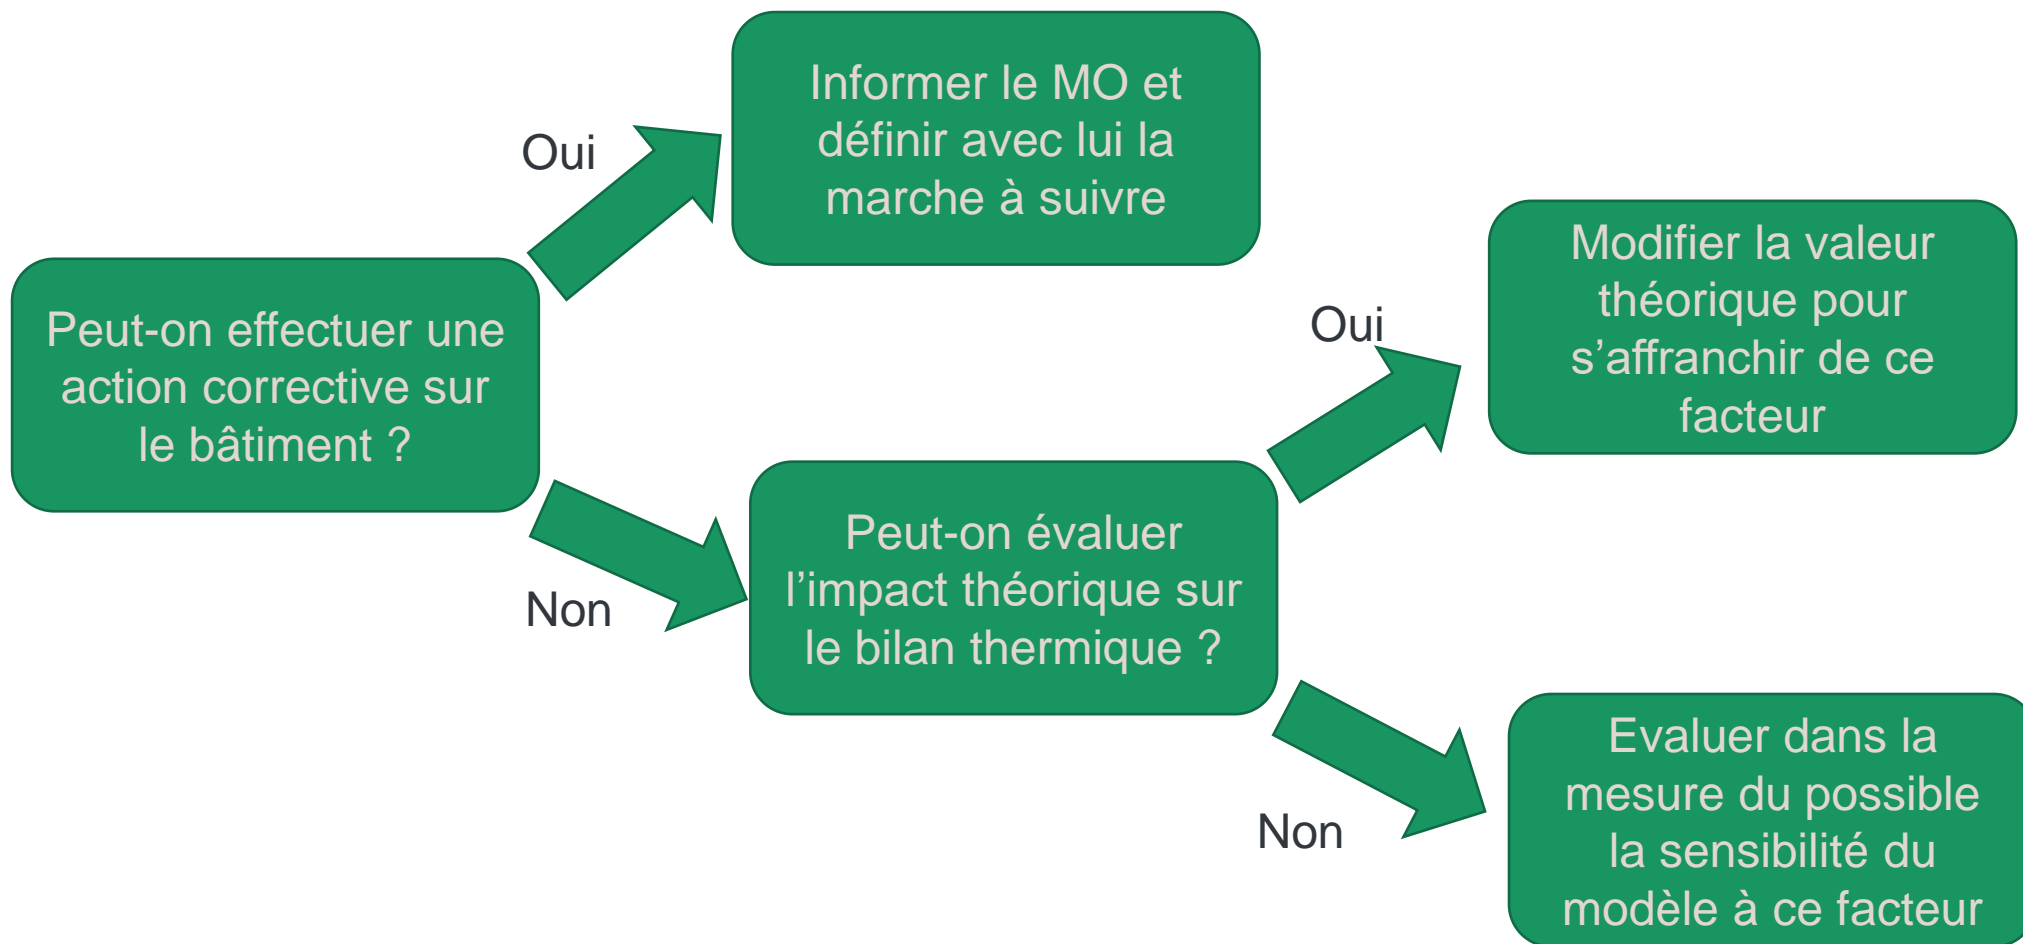 Peut-on effectuer une
action corrective sur
le bâtiment ?
Oui
Informer le MO et
définir avec lui la
marche à suivre
Non
Peut-on évaluer
l’impact théorique sur
le bilan thermique ?
Oui
Modifier la valeur
théorique pour
s’affranchir de ce
facteur
Non
Evaluer dans la
mesure du possible
la sensibilité du
modèle à ce facteur